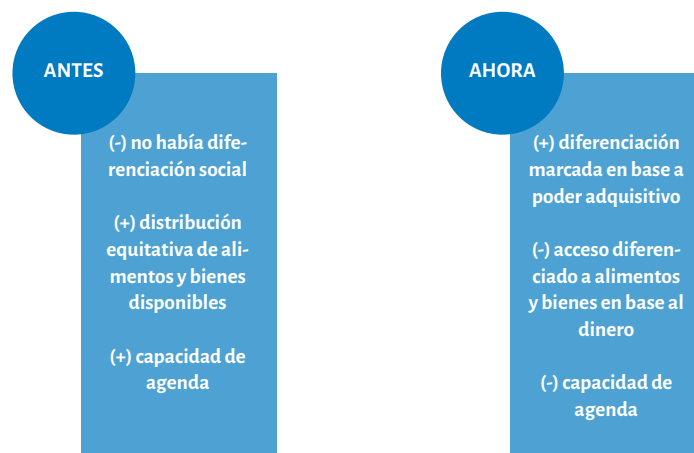 ANTES
(-) no había dife-
renciación social
(+) distribución
equitativa de ali-
mentos y bienes
disponibles
(+) capacidad de
agenda
AHORA
(+) diferenciación
marcada en base a
poder adquisitivo
(-) acceso diferen-
ciado a alimentos
y bienes en base al
dinero
(-) capacidad de
agenda